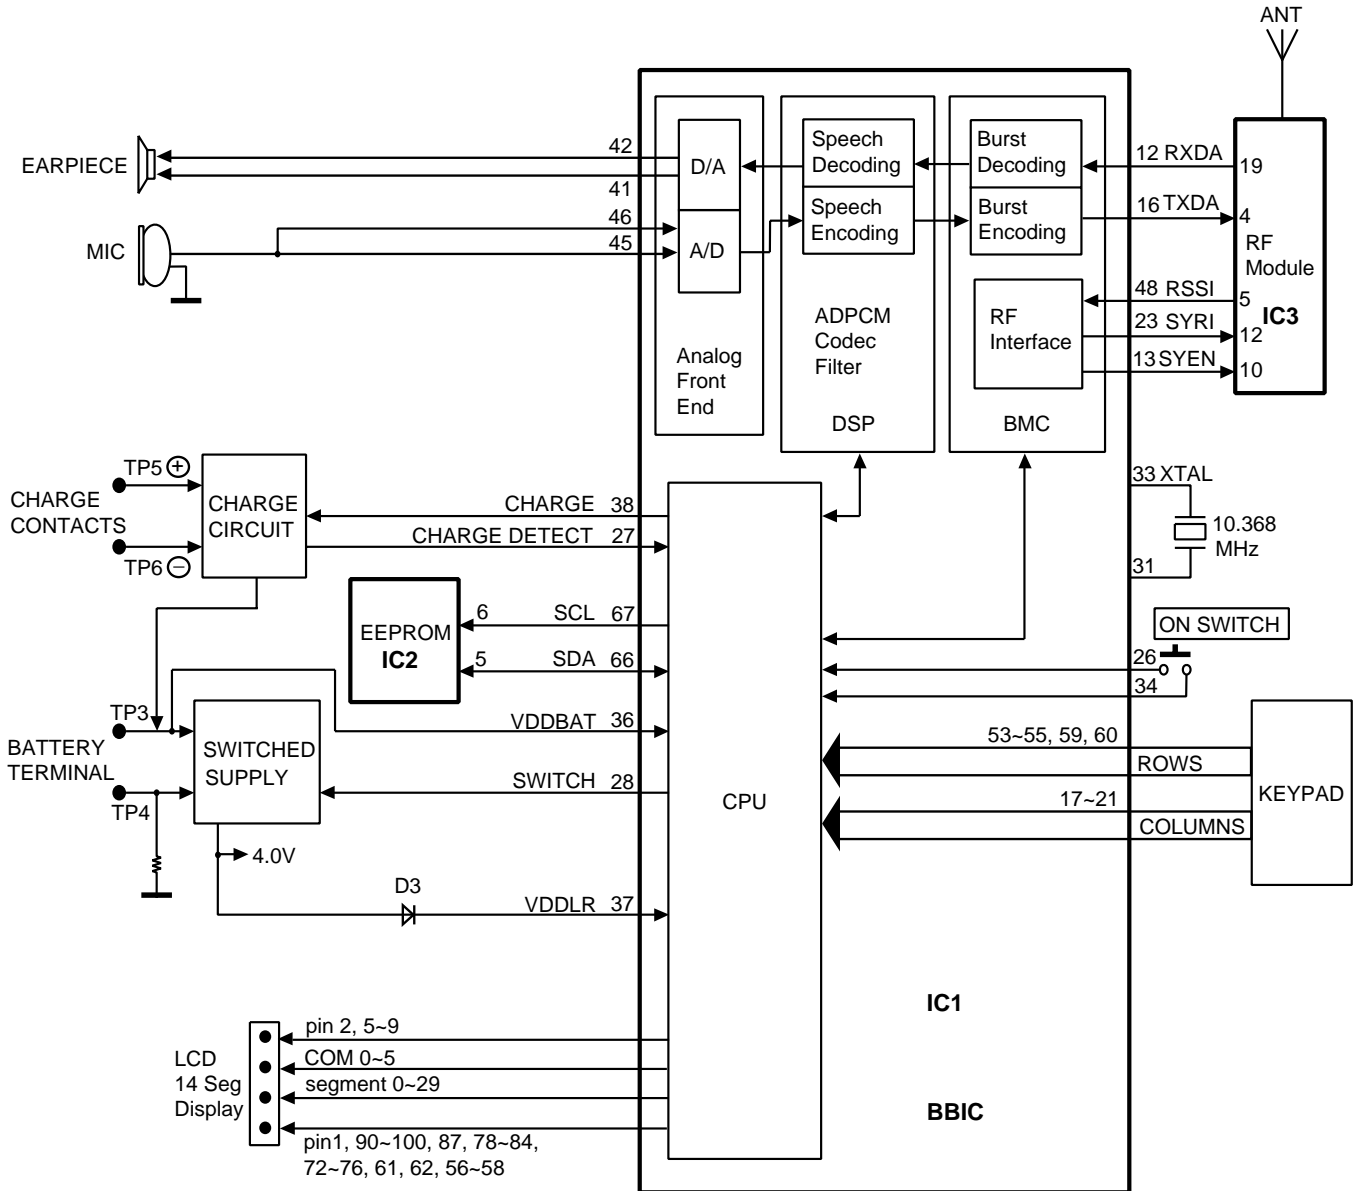 ANT
EARPIECE
42
41
MIC
46
45
D/A
A/D
Analog
Front
End
Speech
Decoding
Speech
Encoding
ADPCM
Codec
Filter
DSP
Burst
Decoding
Burst
Encoding
RF
Interface
BMC
12 RXDA
16 TXDA
48 RSSI
23 SYRI
13 SYEN
19
4
RF
Module
5
IC3
12
10
CHARGE
CONTACTS
TP5 +
TP6 −
CHARGE
CIRCUIT
CHARGE 38
CHARGE DETECT 27
33 XTAL
10.368
MHz
31
EEPROM
IC2
6
SCL 67
5
SDA 66
ON SWITCH
26
34
BATTERY
TERMINAL
TP3
TP4
SWITCHED
SUPPLY
VDDBAT 36
SWITCH 28
4.0V
D3
VDDLR 37
CPU
53~55, 59, 60
ROWS
17~21
COLUMNS
KEYPAD
LCD
14 Seg
Display
pin 2, 5~9
COM 0~5
segment 0~29
pin1, 90~100, 87, 78~84,
72~76, 61, 62, 56~58
IC1
BBIC